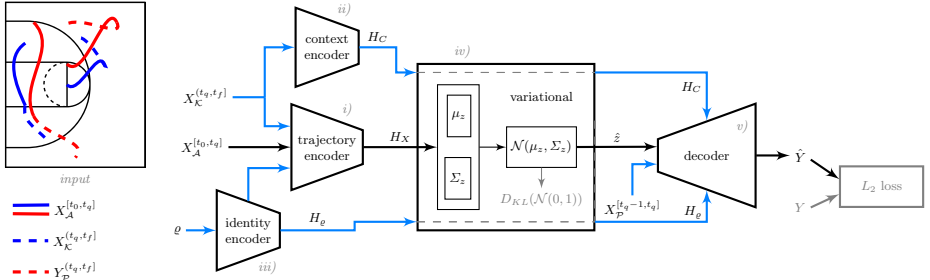 input
X_A^[t_0,t_q]
X_K^(t_q,t_f]
Y_P^(t_q,t_f]
ii)
context
encoder
H_C
X_K^(t_q,t_f]
i)
trajectory
encoder
X_A^[t_0,t_q]
H_X
ϱ
identity
encoder
H_ϱ
iii)
iv)
variational
μ_z
Σ_z
N(μ_z, Σ_z)
D_KL(N(0,1))
ẑ
H_C
v)
decoder
X_P^[t_q−1,t_q]
H_ϱ
Ŷ
Y
L_2 loss